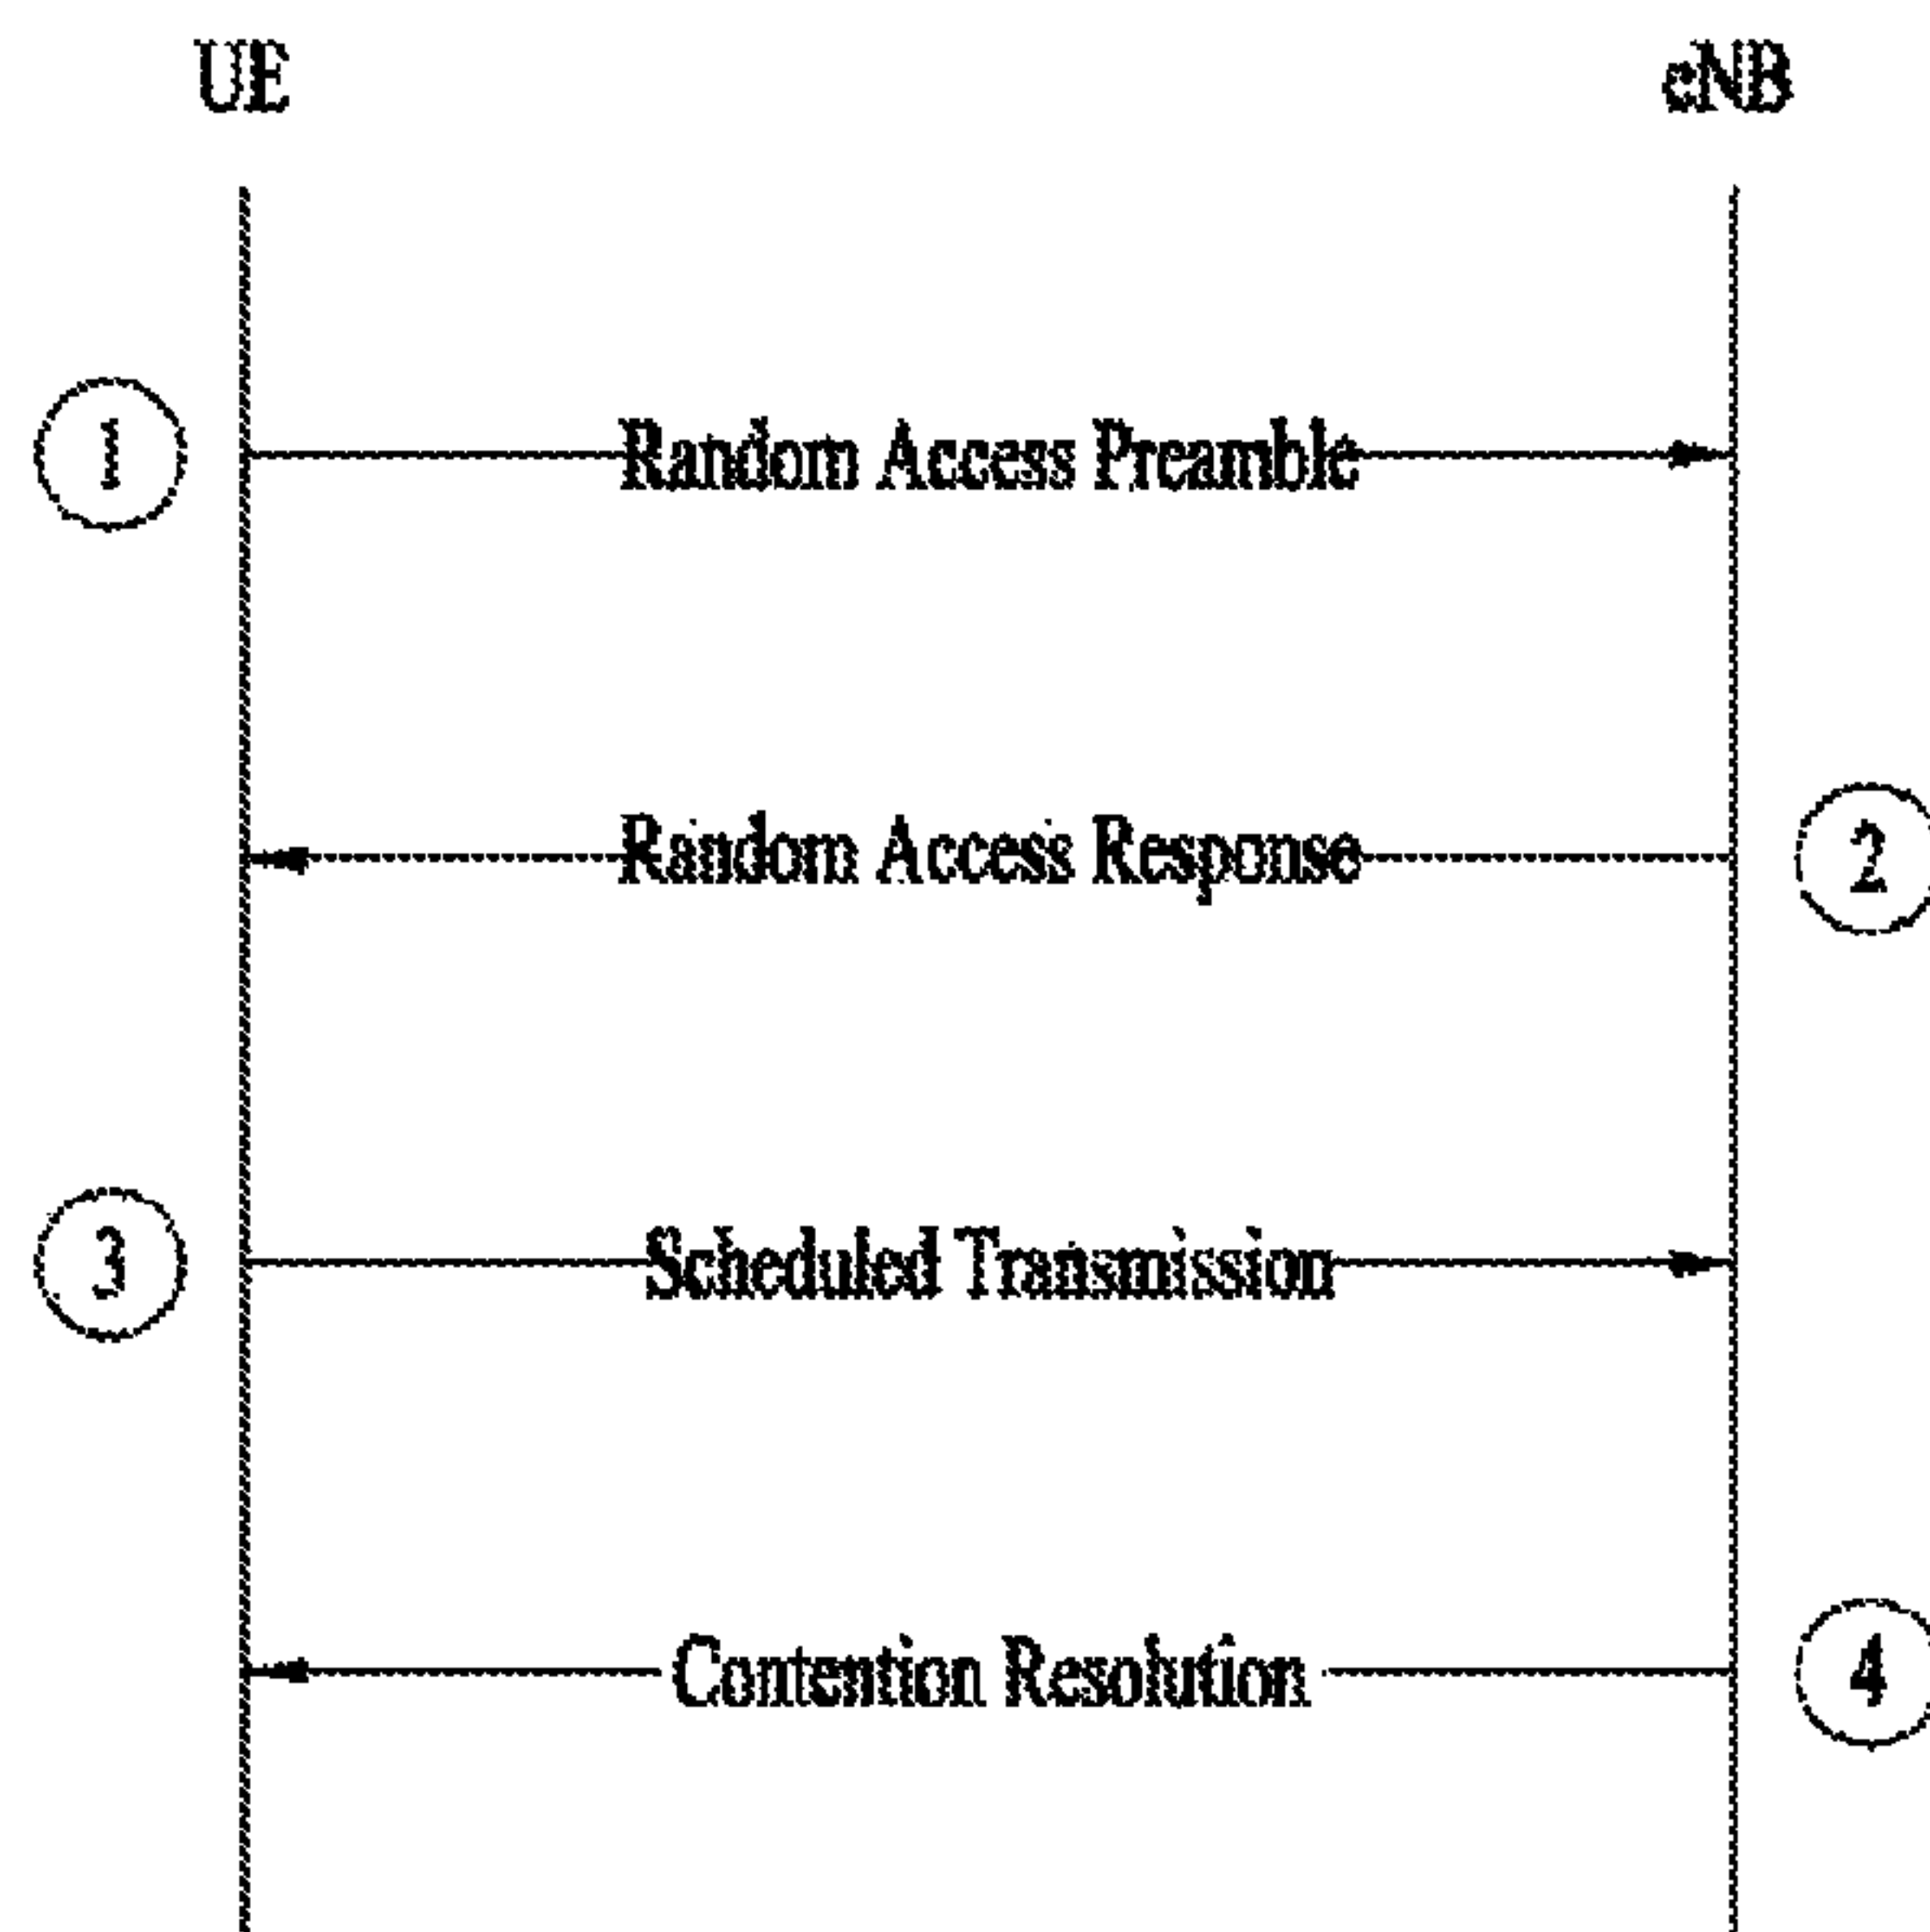 UE eNB
1 Random Access Preamble
Random Access Response 2
3 Scheduled Transmission
Contention Resolution 4